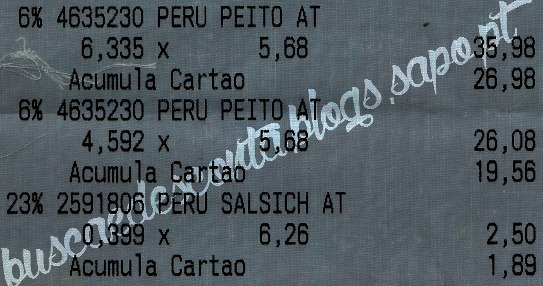 6% 4635230 PERU PEITO AT
6,335 x 5,68 35,98
Acumula Cartao 26,98
6% 4635230 PERU PEITO AT
4,592 x 5,68 26,08
Acumula Cartao 19,56
23% 2591806 PERU SALSICH AT
0,399 x 6,26 2,50
Acumula Cartao 1,89
buscaedesconta.blogs.sapo.pt